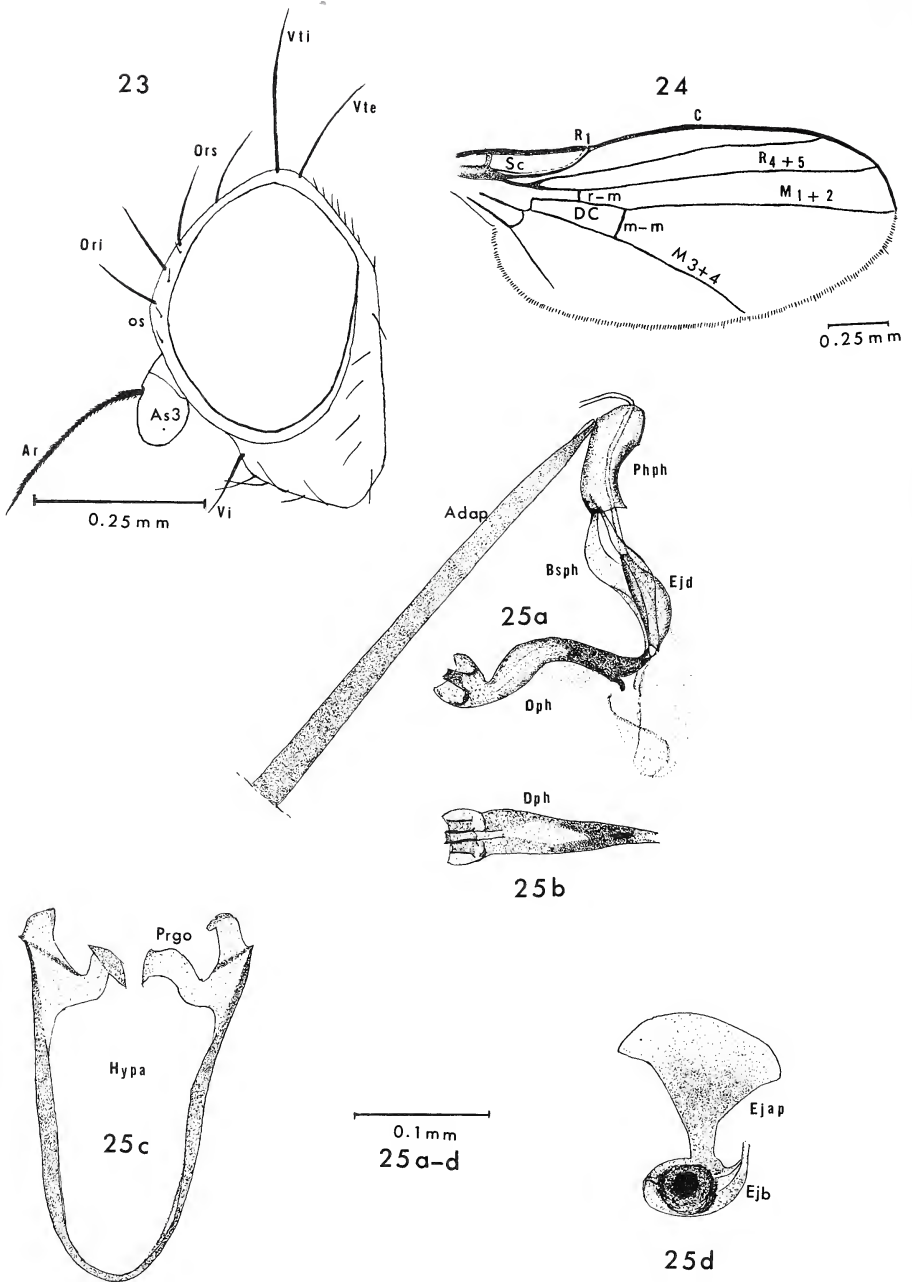 23
Vti
Vte
Ors
Ori
os
As3
Ar
0.25 mm
Vi
24
C
R1
Sc
R4+5
r-m
M1+2
DC
m-m
M3+4
0.25 mm
Phph
Adap
Bsph
Ejd
25a
Dph
Dph
25b
Prgo
Hypa
25c
0.1 mm
25a-d
Ejap
Ejb
25d